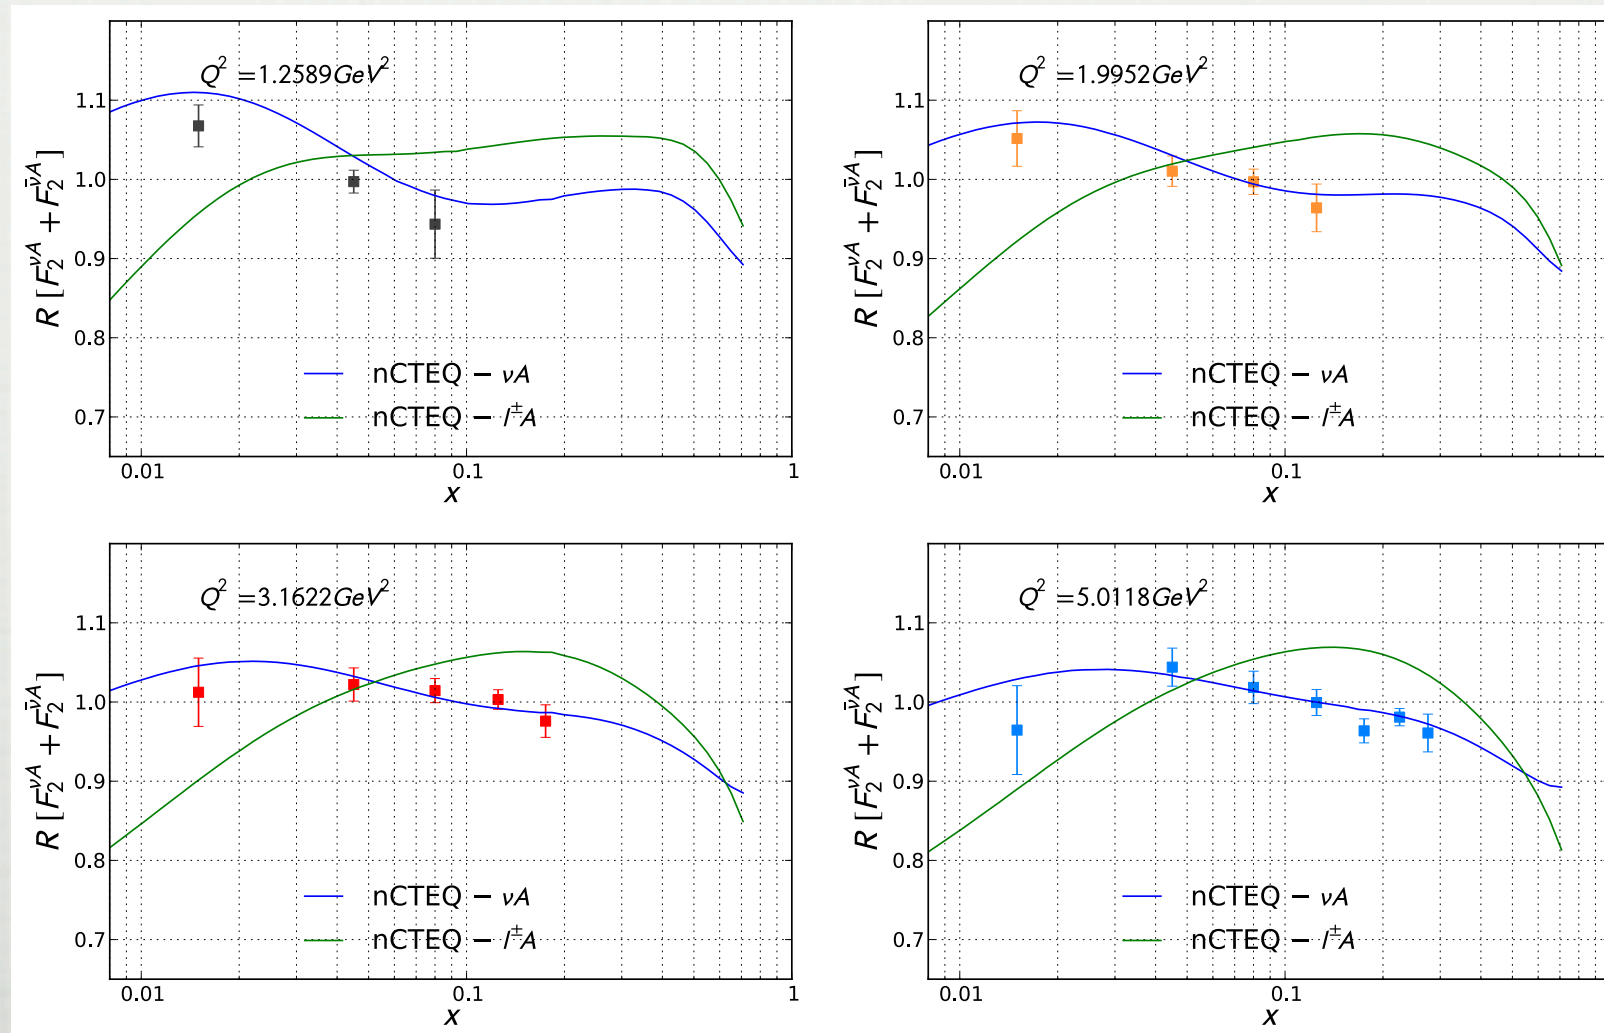 Q² =1.2589GeV²
R [F₂^νA + F₂^ν̄A]
1.1
1.0
0.9
0.8
0.7
nCTEQ − νA
nCTEQ − l^±A
0.01 0.1 1
x
Q² =1.9952GeV²
R [F₂^νA + F₂^ν̄A]
1.1
1.0
0.9
0.8
0.7
nCTEQ − νA
nCTEQ − l^±A
0.01 0.1
x
Q² =3.1622GeV²
R [F₂^νA + F₂^ν̄A]
1.1
1.0
0.9
0.8
0.7
nCTEQ − νA
nCTEQ − l^±A
0.01 0.1 1
x
Q² =5.0118GeV²
R [F₂^νA + F₂^ν̄A]
1.1
1.0
0.9
0.8
0.7
nCTEQ − νA
nCTEQ − l^±A
0.01 0.1
x